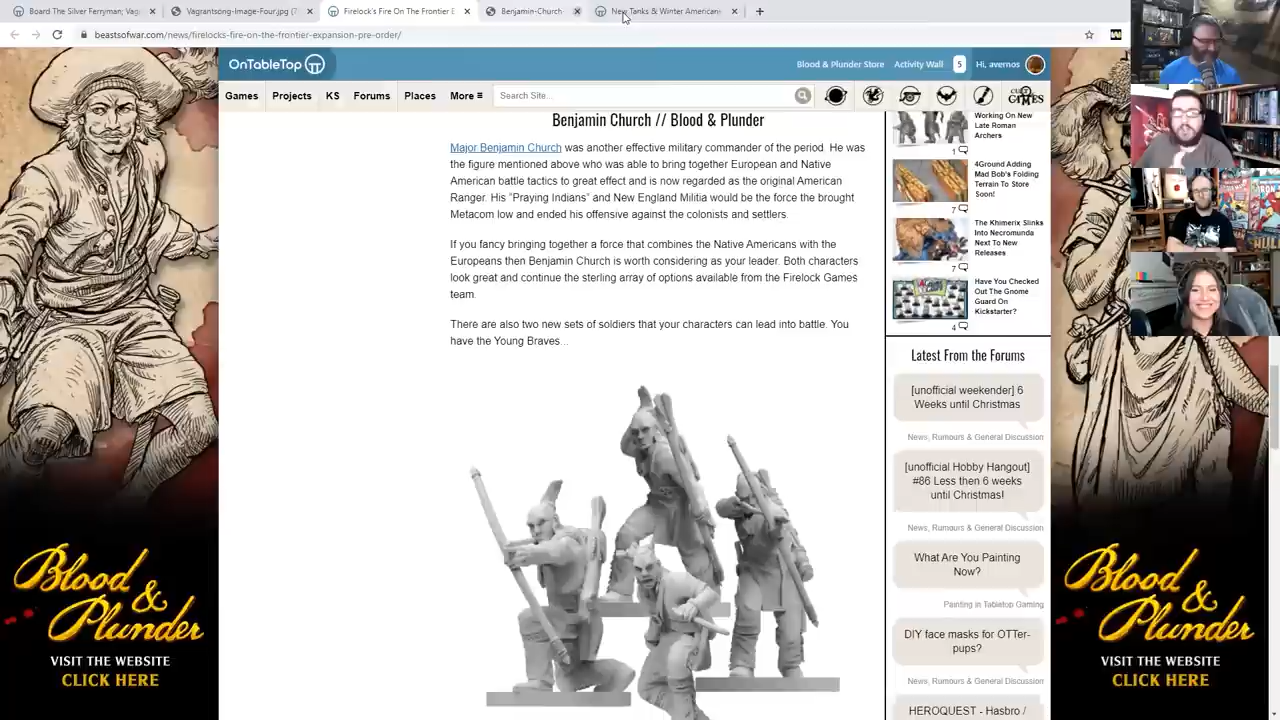 Board The Silver Ferryman; Vag
Vagrantsong-Image-Four.jpg (7
Firelock's Fire On The Frontier E
Benjamin-Church-
New Tanks & Winter American
beastsofwar.com/news/firelocks-fire-on-the-frontier-expansion-pre-order/
OnTableTop
Blood & Plunder Store
Activity Wall
5
Hi, avernos
Games
Projects
KS
Forums
Places
More
Search Site...
GAMES
Benjamin Church // Blood & Plunder
Major Benjamin Church was another effective military commander of the period. He was
the figure mentioned above who was able to bring together European and Native
American battle tactics to great effect and is now regarded as the original American
Ranger. His "Praying Indians" and New England Militia would be the force the brought
Metacom low and ended his offensive against the colonists and settlers.
If you fancy bringing together a force that combines the Native Americans with the
Europeans then Benjamin Church is worth considering as your leader. Both characters
look great and continue the sterling array of options available from the Firelock Games
team.
There are also two new sets of soldiers that your characters can lead into battle. You
have the Young Braves...
Working On New
Late Roman
Archers
1
4Ground Adding
Mad Bob's Folding
Terrain To Store
Soon!
7
The Khimerix Slinks
Into Necromunda
Next To New
Releases
7
Have You Checked
Out The Gnome
Guard On
Kickstarter?
4
Latest From the Forums
[unofficial weekender] 6
Weeks until Christmas
News, Rumours & General Discussion
[unofficial Hobby Hangout]
#86 Less then 6 weeks
until Christmas!
News, Rumours & General Discussion
What Are You Painting
Now?
Painting in Tabletop Gaming
DIY face masks for OTTer-
pups?
News, Rumours & General Discussion
HEROQUEST - Hasbro /
Blood
&
Plunder
VISIT THE WEBSITE
CLICK HERE
Blood
&
Plunder
VISIT THE WEBSITE
CLICK HERE